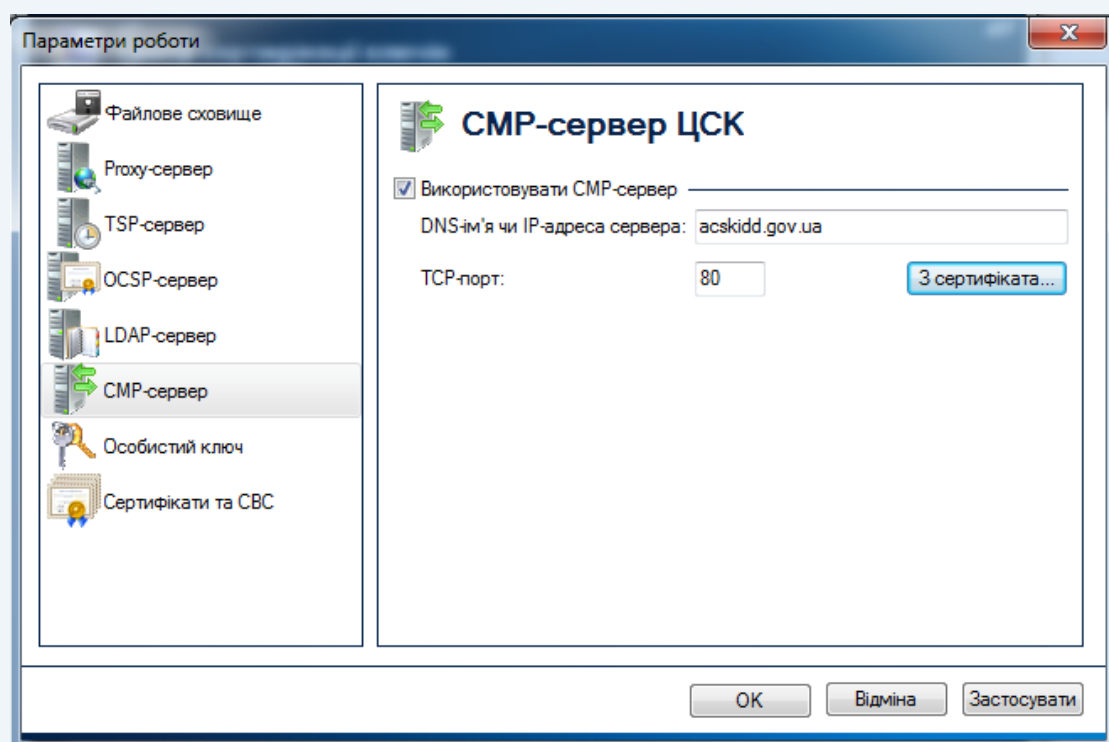 Параметри роботи
Файлове сховище
Proxy-сервер
TSP-сервер
OCSP-сервер
LDAP-сервер
CMP-сервер
Особистий ключ
Сертифікати та СВС
CMP-сервер ЦСК
Використовувати CMP-сервер
DNS-ім'я чи IP-адреса сервера: acskidd.gov.ua
TCP-порт: 80 З сертифіката...
OK Відміна Застосувати